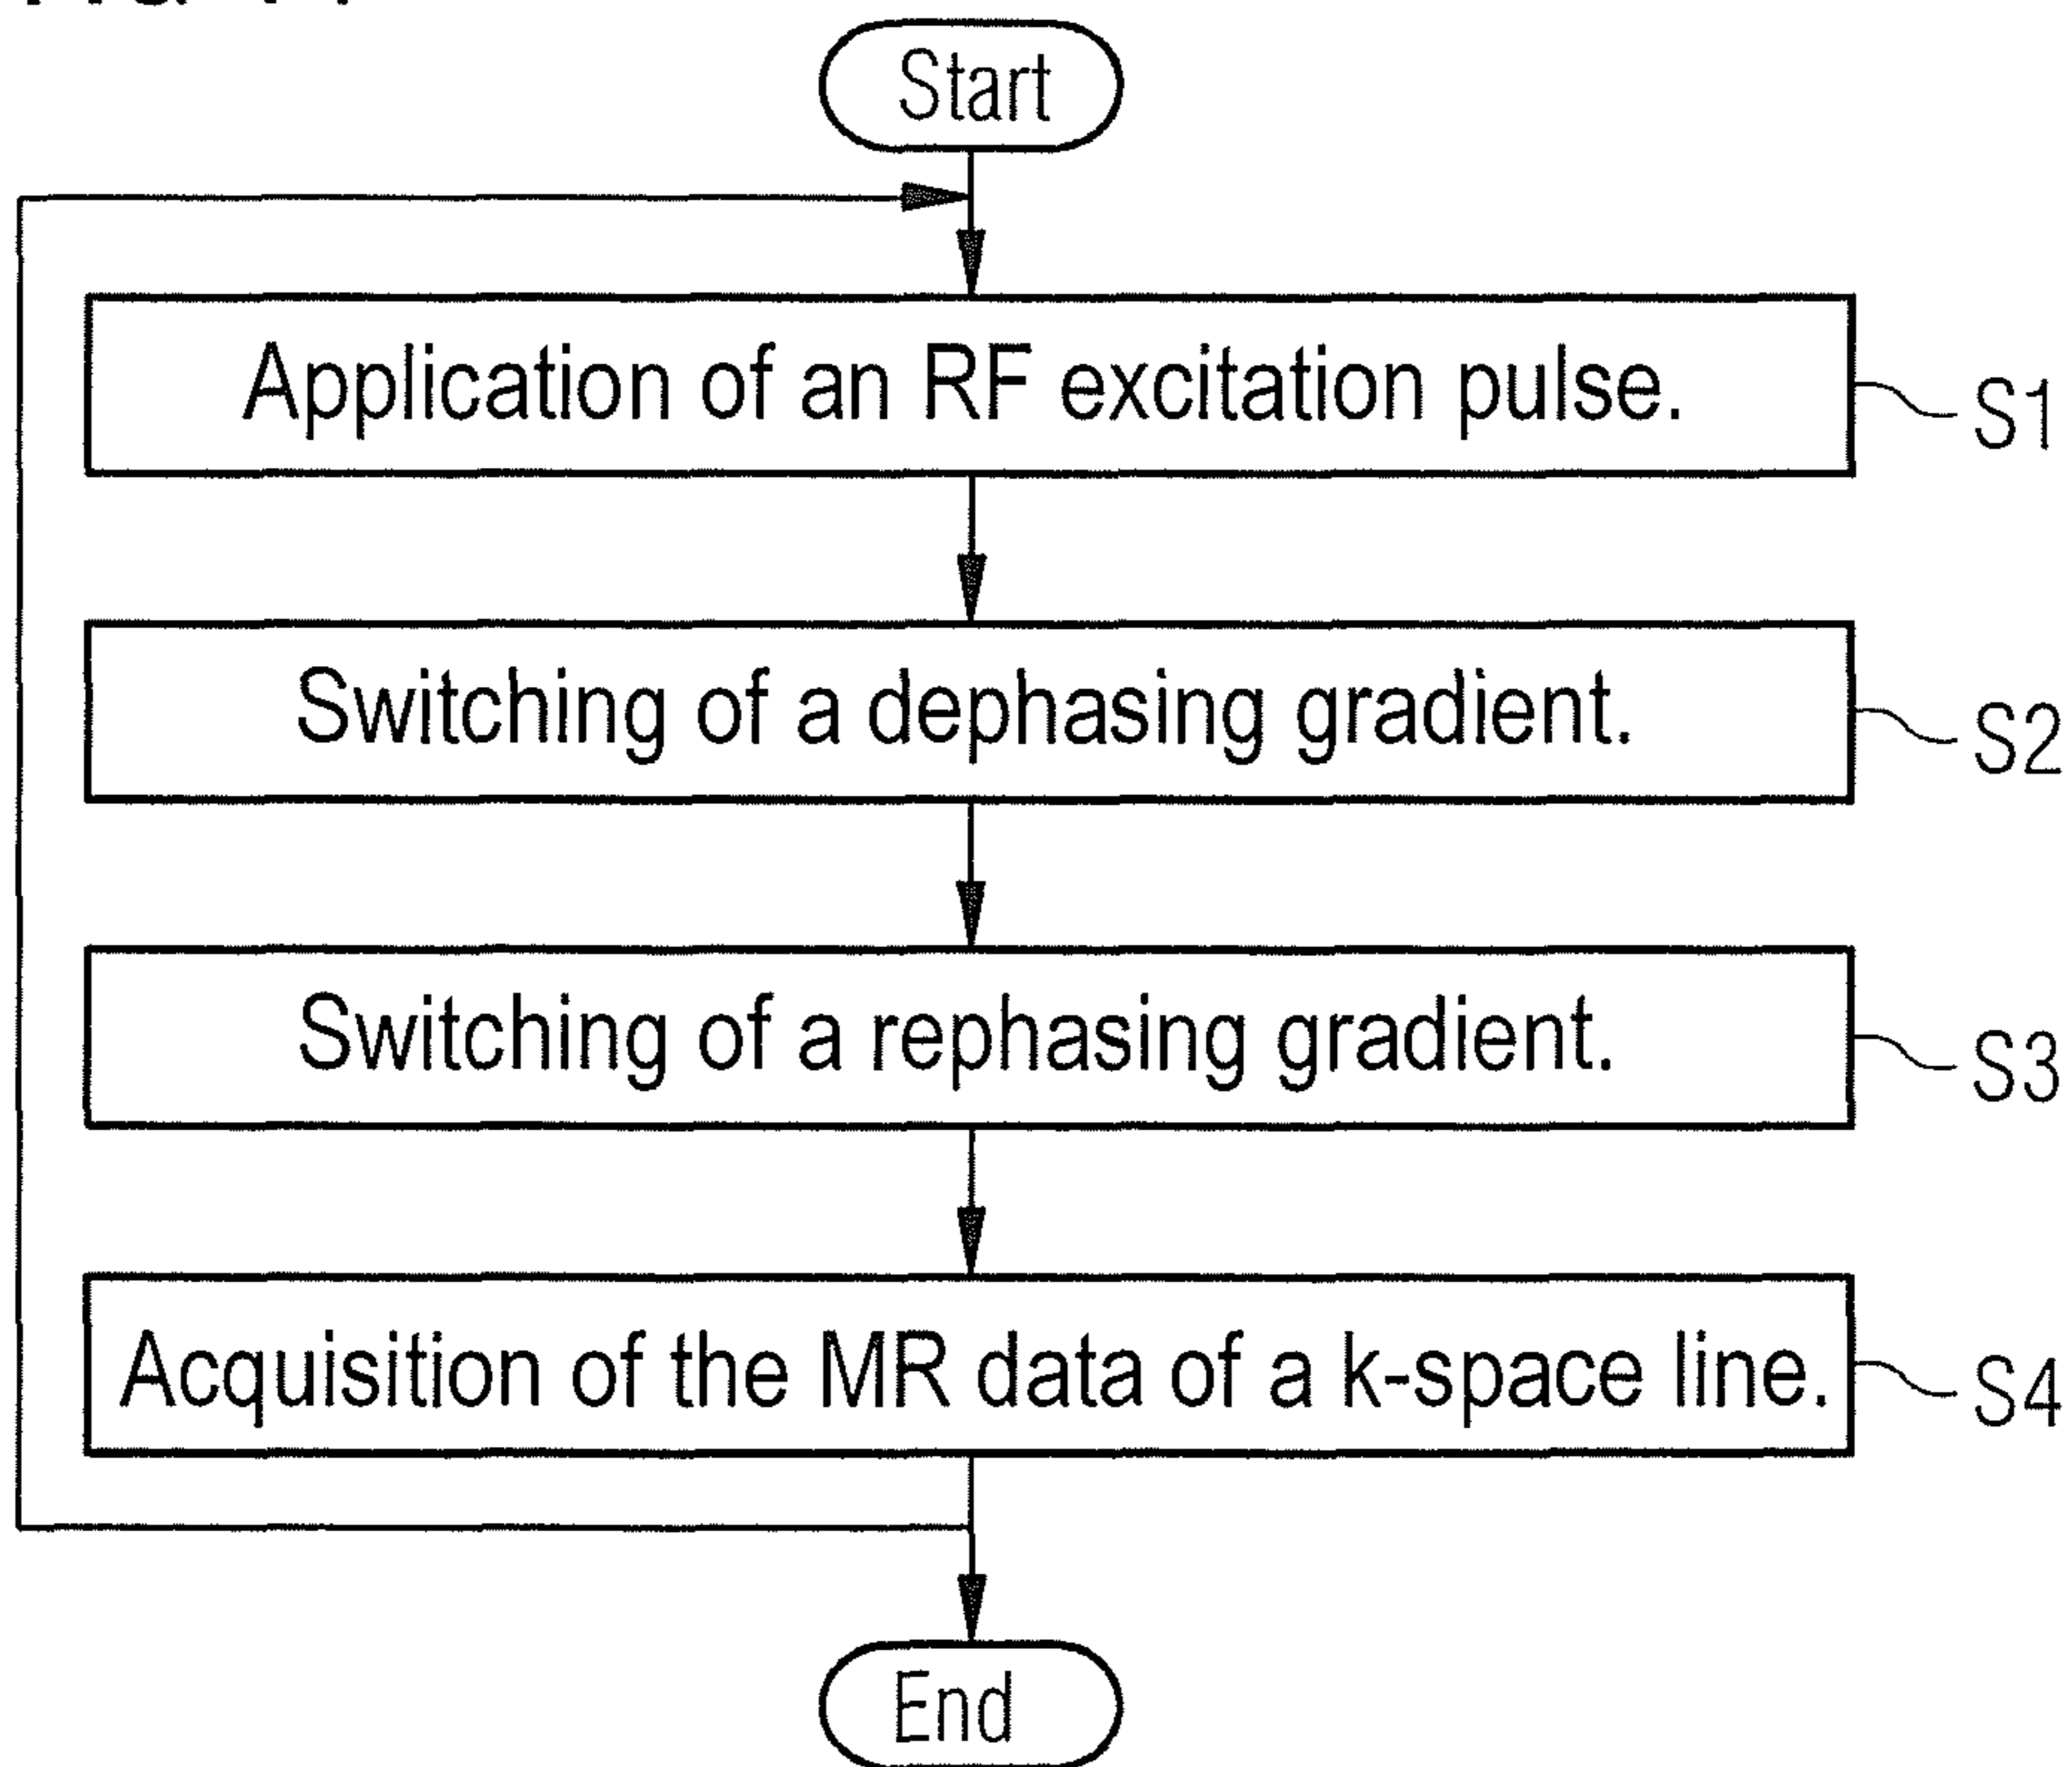 Start
Application of an RF excitation pulse.
S1
Switching of a dephasing gradient.
S2
Switching of a rephasing gradient.
S3
Acquisition of the MR data of a k-space line.
S4
End